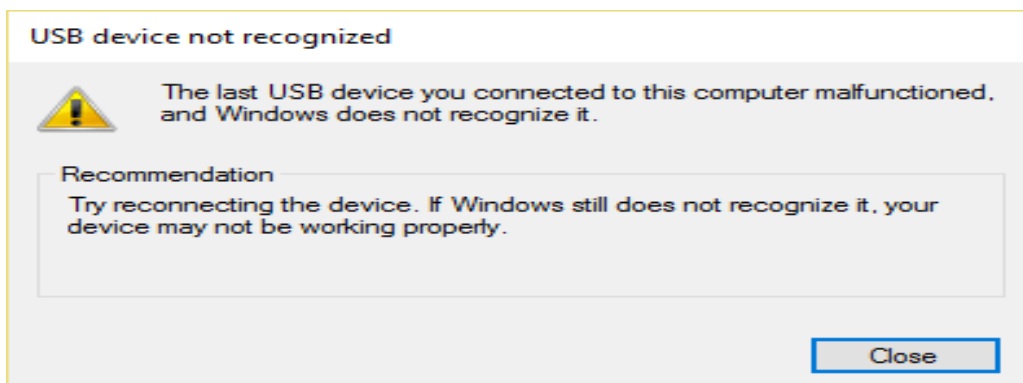 USB device not recognized
The last USB device you connected to this computer malfunctioned,
and Windows does not recognize it.
Recommendation
Try reconnecting the device. If Windows still does not recognize it, your
device may not be working properly.
Close